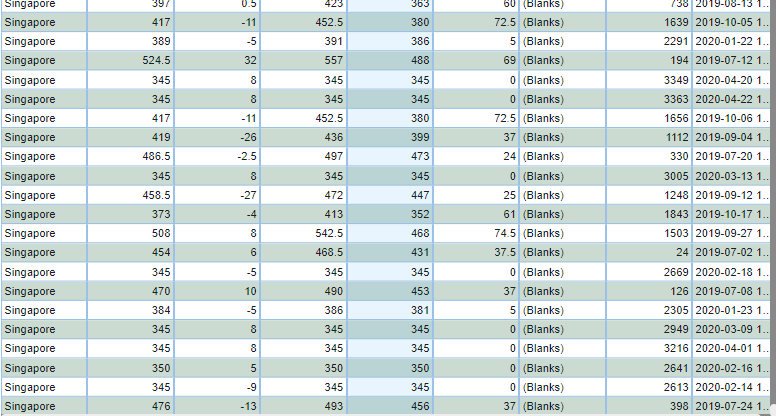 Singapore 397 0.5 423 363 60 (Blanks) 738 2019-08-13 1...
Singapore 417 -11 452.5 380 72.5 (Blanks) 1639 2019-10-05 1...
Singapore 389 -5 391 386 5 (Blanks) 2291 2020-01-22 1...
Singapore 524.5 32 557 488 69 (Blanks) 194 2019-07-12 1...
Singapore 345 8 345 345 0 (Blanks) 3349 2020-04-20 1...
Singapore 345 8 345 345 0 (Blanks) 3363 2020-04-22 1...
Singapore 417 -11 452.5 380 72.5 (Blanks) 1656 2019-10-06 1...
Singapore 419 -26 436 399 37 (Blanks) 1112 2019-09-04 1...
Singapore 486.5 -2.5 497 473 24 (Blanks) 330 2019-07-20 1...
Singapore 345 8 345 345 0 (Blanks) 3005 2020-03-13 1...
Singapore 458.5 -27 472 447 25 (Blanks) 1248 2019-09-12 1...
Singapore 373 -4 413 352 61 (Blanks) 1843 2019-10-17 1...
Singapore 508 8 542.5 468 74.5 (Blanks) 1503 2019-09-27 1...
Singapore 454 6 468.5 431 37.5 (Blanks) 24 2019-07-02 1...
Singapore 345 -5 345 345 0 (Blanks) 2669 2020-02-18 1...
Singapore 470 10 490 453 37 (Blanks) 126 2019-07-08 1...
Singapore 384 -5 386 381 5 (Blanks) 2305 2020-01-23 1...
Singapore 345 8 345 345 0 (Blanks) 2949 2020-03-09 1...
Singapore 345 8 345 345 0 (Blanks) 3216 2020-04-01 1...
Singapore 350 5 350 350 0 (Blanks) 2641 2020-02-16 1...
Singapore 345 -9 345 345 0 (Blanks) 2613 2020-02-14 1...
Singapore 476 -13 493 456 37 (Blanks) 398 2019-07-24 1...